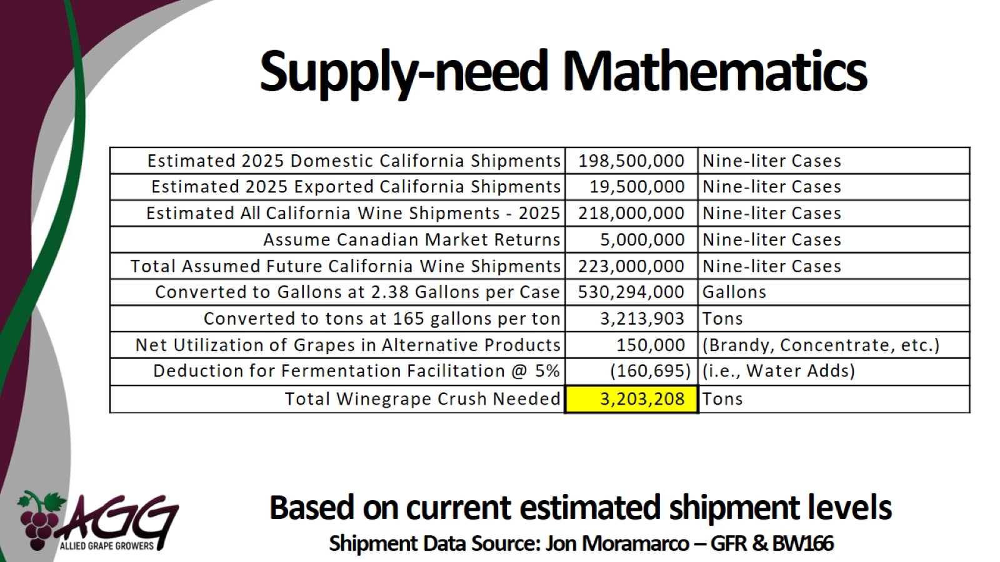 Supply-need Mathematics
Estimated 2025 Domestic California Shipments 198,500,000 Nine-liter Cases
Estimated 2025 Exported California Shipments 19,500,000 Nine-liter Cases
Estimated All California Wine Shipments - 2025 218,000,000 Nine-liter Cases
Assume Canadian Market Returns 5,000,000 Nine-liter Cases
Total Assumed Future California Wine Shipments 223,000,000 Nine-liter Cases
Converted to Gallons at 2.38 Gallons per Case 530,294,000 Gallons
Converted to tons at 165 gallons per ton 3,213,903 Tons
Net Utilization of Grapes in Alternative Products 150,000 (Brandy, Concentrate, etc.)
Deduction for Fermentation Facilitation @ 5% (160,695) (i.e., Water Adds)
Total Winegrape Crush Needed 3,203,208 Tons
AGG
ALLIED GRAPE GROWERS
Based on current estimated shipment levels
Shipment Data Source: Jon Moramarco – GFR & BW166